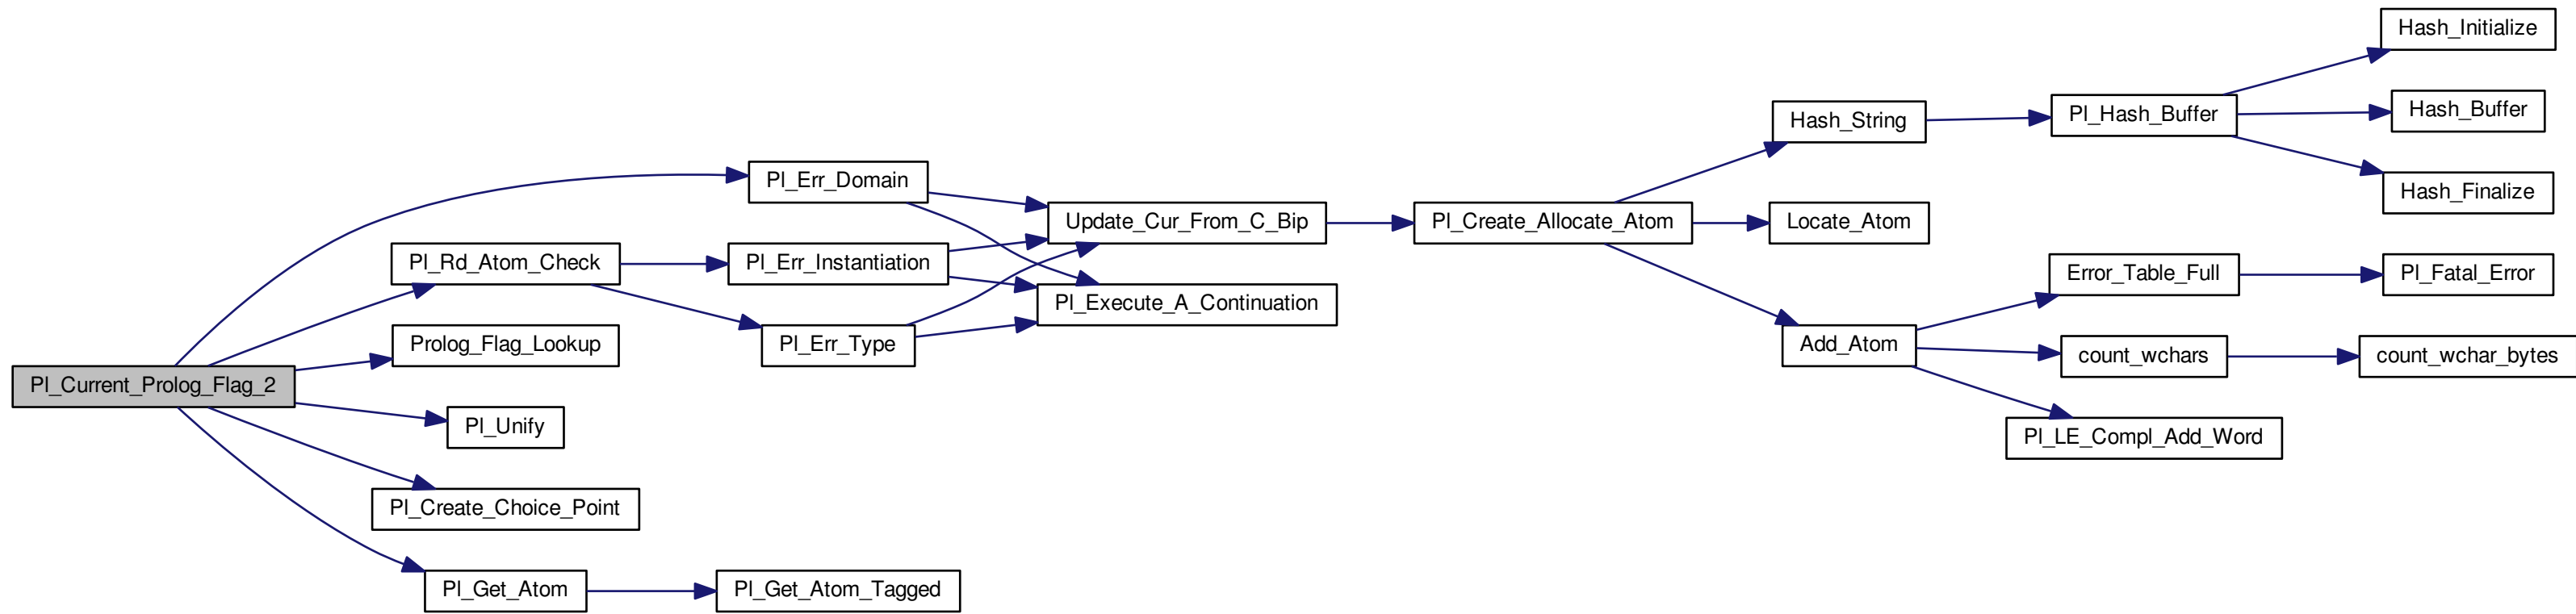 Pl_Current_Prolog_Flag_2
Pl_Err_Domain
Pl_Rd_Atom_Check
Prolog_Flag_Lookup
Pl_Unify
Pl_Create_Choice_Point
Pl_Get_Atom
Pl_Err_Instantiation
Pl_Err_Type
Pl_Get_Atom_Tagged
Update_Cur_From_C_Bip
Pl_Execute_A_Continuation
Pl_Create_Allocate_Atom
Hash_String
Locate_Atom
Add_Atom
Pl_Hash_Buffer
Error_Table_Full
count_wchars
Pl_LE_Compl_Add_Word
Hash_Initialize
Hash_Buffer
Hash_Finalize
Pl_Fatal_Error
count_wchar_bytes